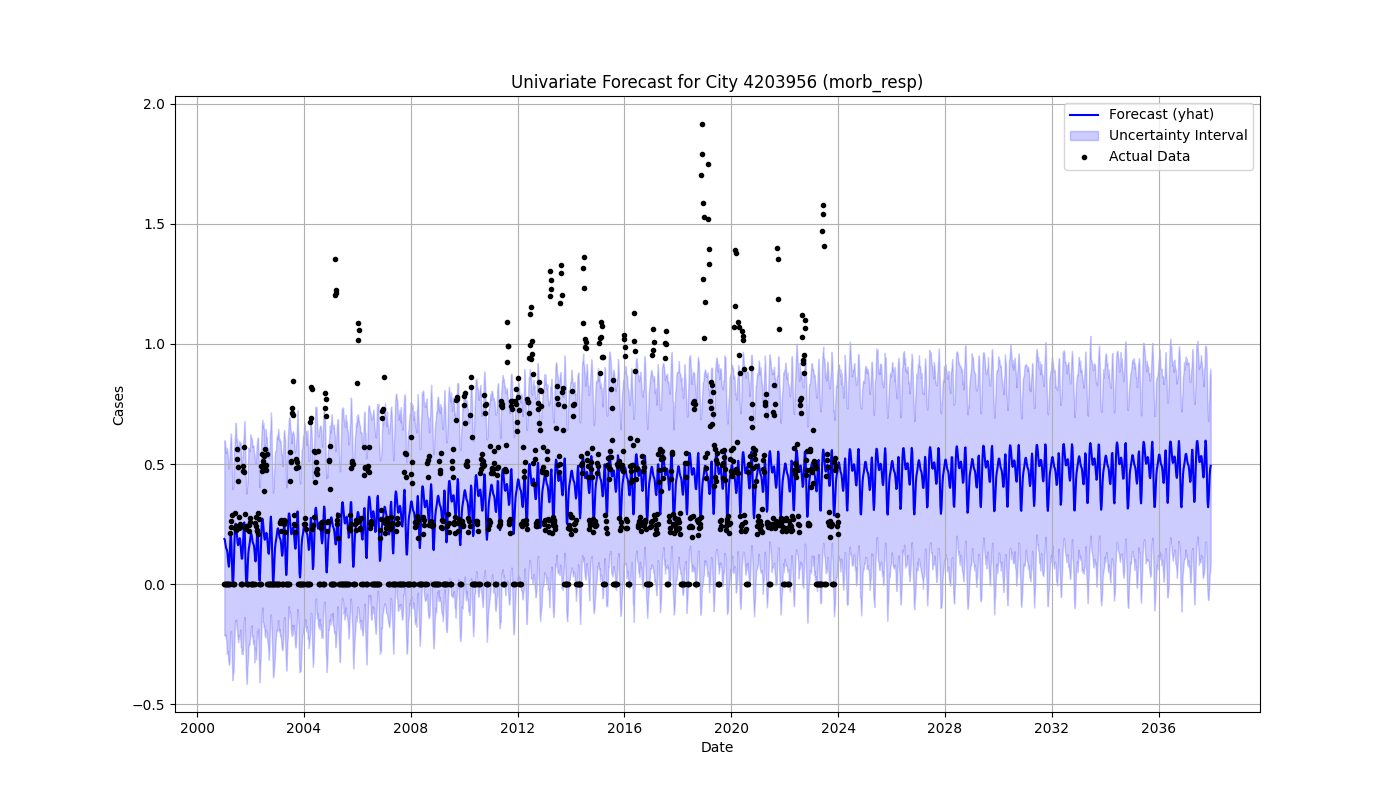 Univariate Forecast for City 4203956 (morb_resp)
Forecast (yhat)
Uncertainty Interval
Actual Data
Cases
2.0
1.5
1.0
0.5
0.0
−0.5
2000 2004 2008 2012 2016 2020 2024 2028 2032 2036
Date